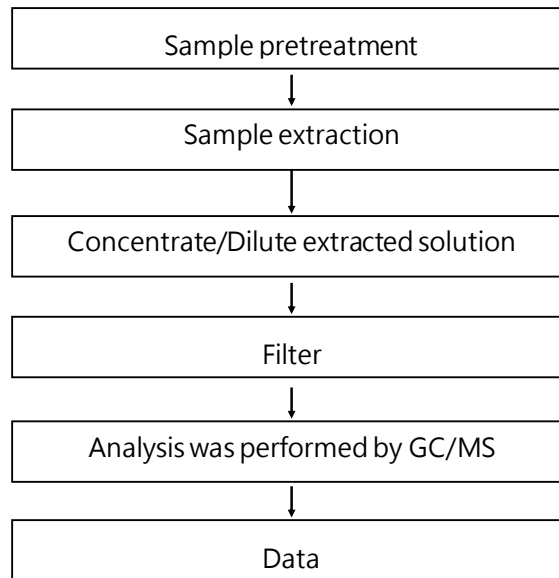 Sample pretreatment
Sample extraction
Concentrate/Dilute extracted solution
Filter
Analysis was performed by GC/MS
Data